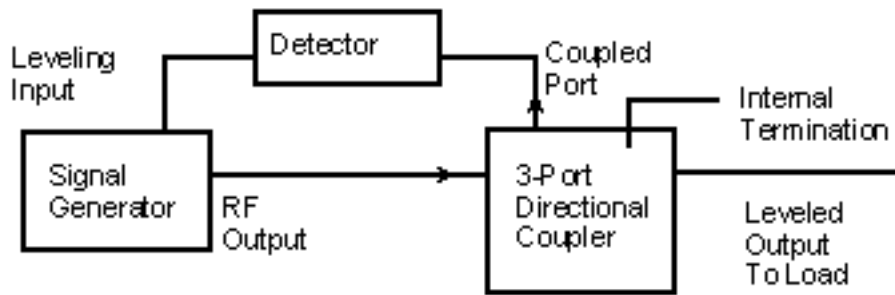 Detector
Leveling
Input
Coupled
Port
Internal
Termination
Signal
Generator
RF
Output
3-Port
Directional
Coupler
Leveled
Output
To Load